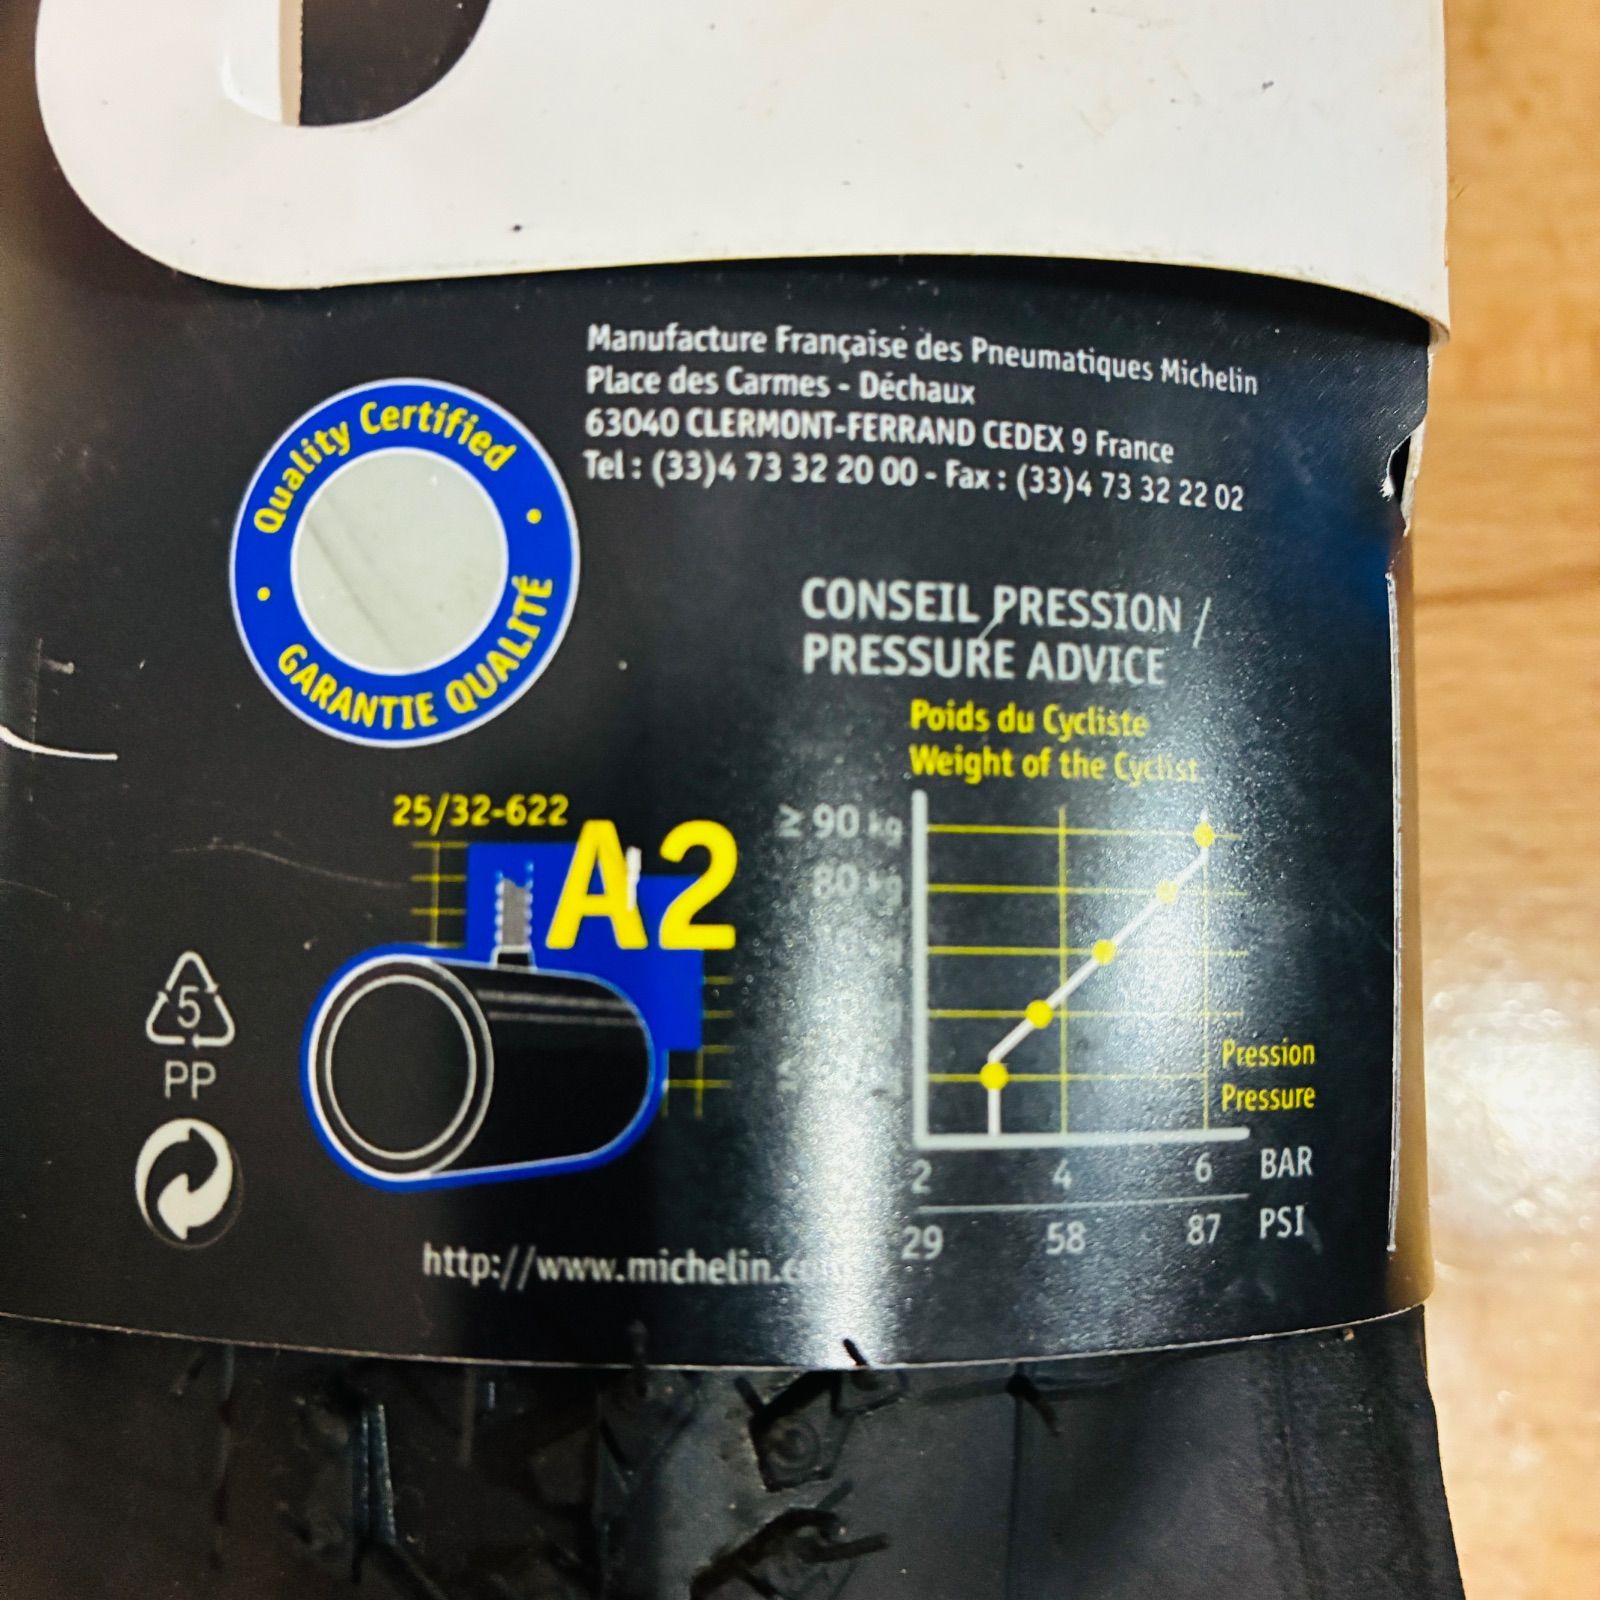 Manufacture Française des Pneumatiques Michelin
Place des Carmes - Déchaux
63040 CLERMONT-FERRAND CEDEX 9 France
Tel : (33)4 73 32 20 00 - Fax : (33)4 73 32 22 02
Quality Certified
GARANTIE QUALITÉ
CONSEIL PRESSION /
PRESSURE ADVICE
Poids du Cycliste
Weight of the Cyclist
≥ 90 kg
80 kg
Pression
Pressure
2 4 6 BAR
29 58 87 PSI
25/32-622
A2
5
PP
http://www.michelin.com